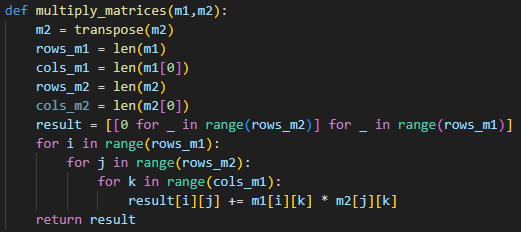 def multiply_matrices(m1,m2):
    m2 = transpose(m2)
    rows_m1 = len(m1)
    cols_m1 = len(m1[0])
    rows_m2 = len(m2)
    cols_m2 = len(m2[0])
    result = [[0 for _ in range(rows_m2)] for _ in range(rows_m1)]
    for i in range(rows_m1):
        for j in range(rows_m2):
            for k in range(cols_m1):
                result[i][j] += m1[i][k] * m2[j][k]
    return result